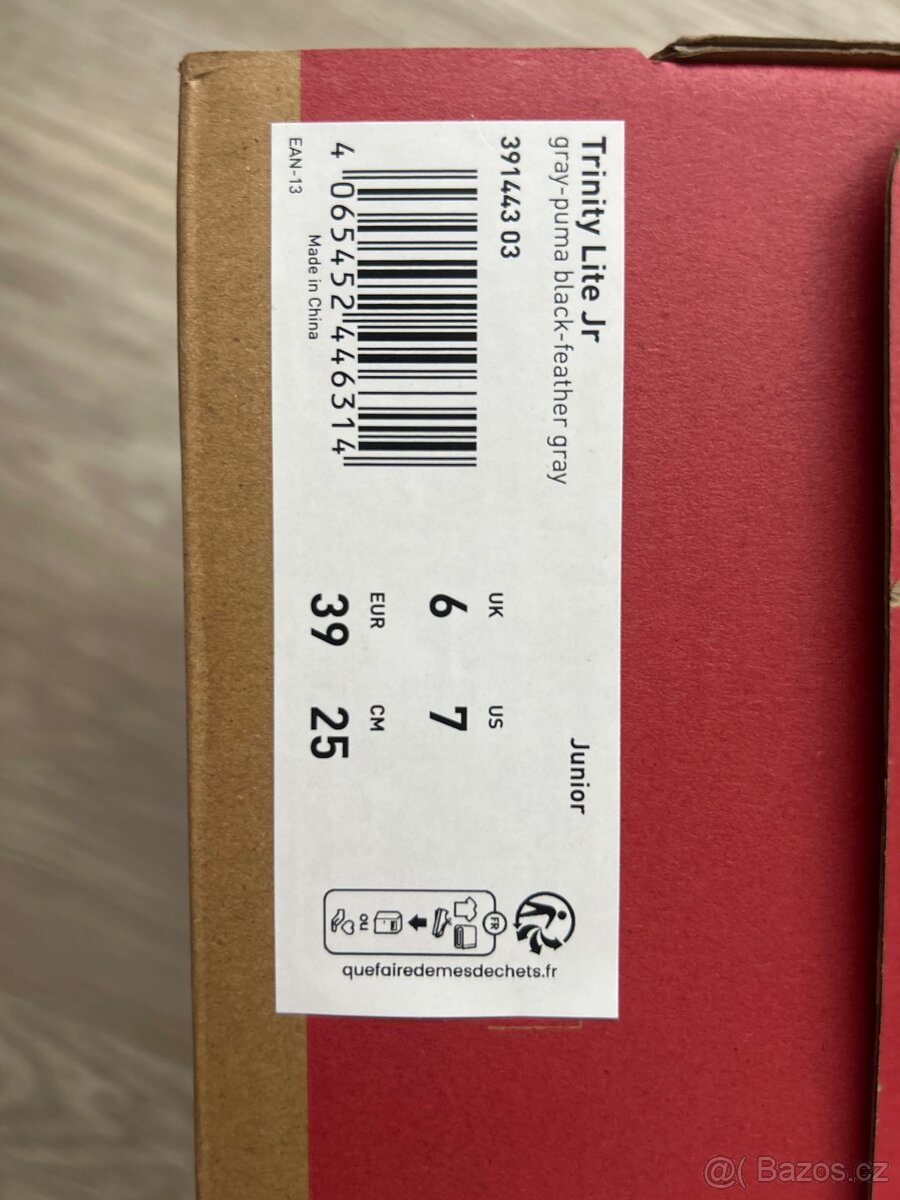 Trinity Lite Jr
gray-puma black-feather gray
391443 03
4 065452 446314
Made in China
EAN-13
Junior
UK US
6 7
EUR CM
39 25
FR
ou
quefairedemesdechets.fr
@( Bazos.cz